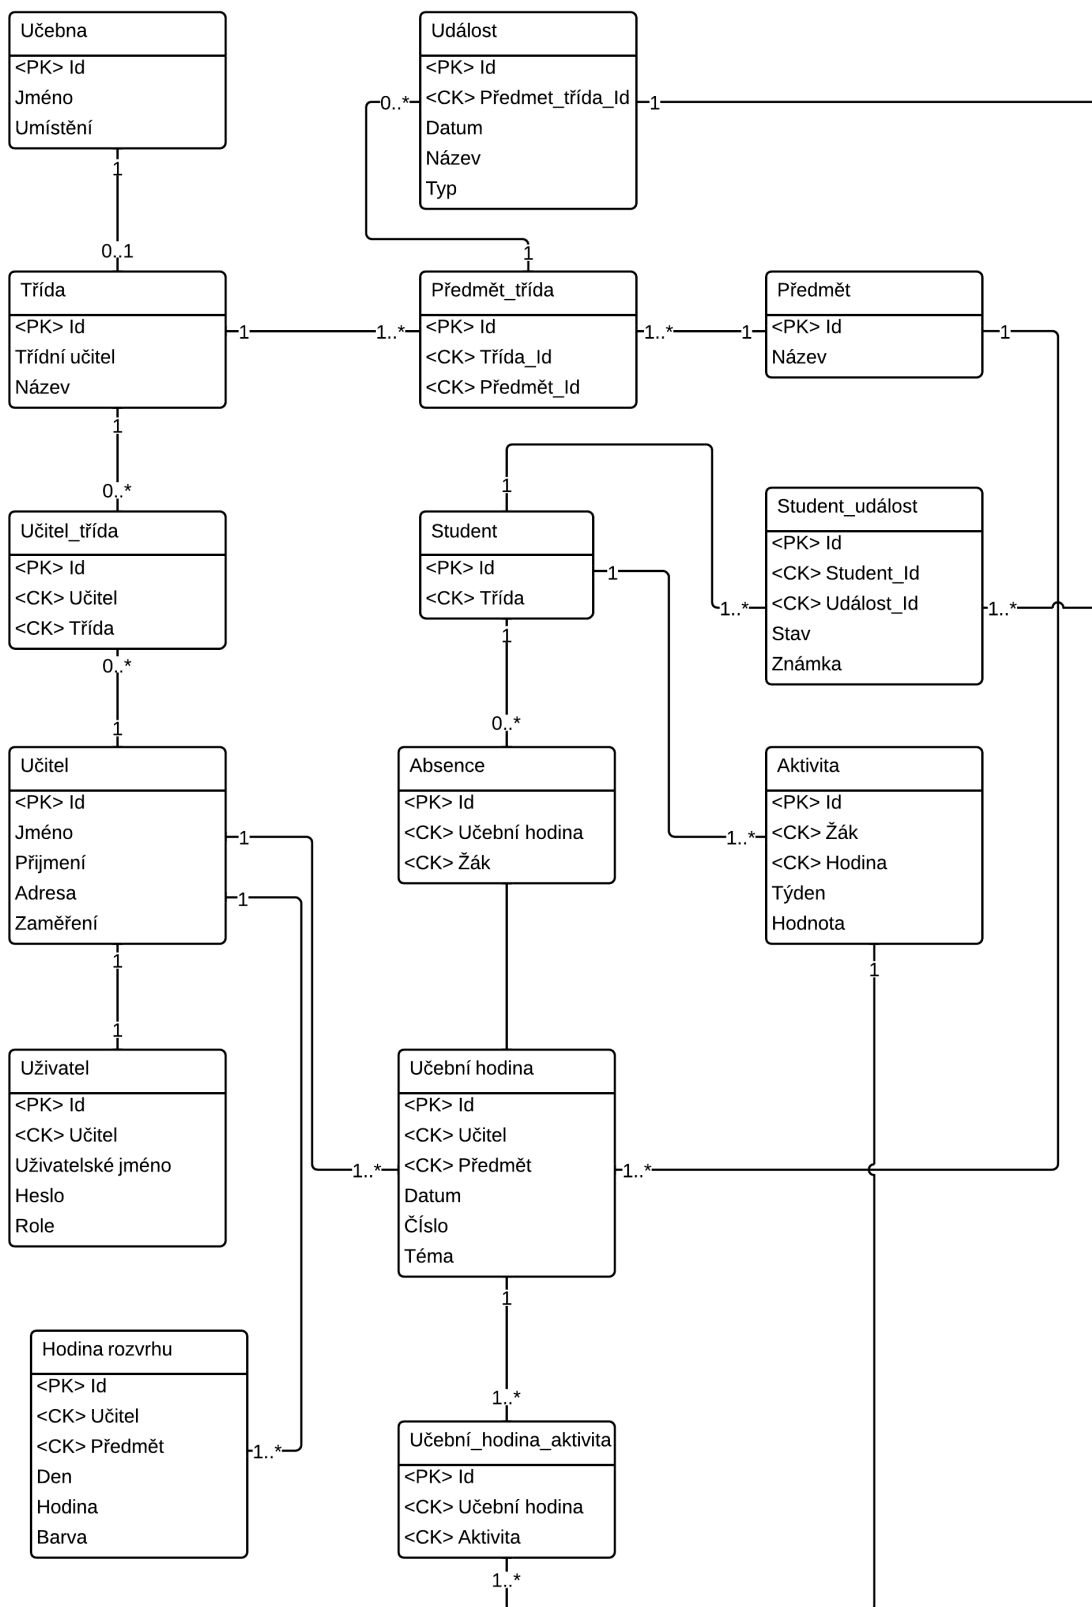 Učebna
<PK> Id
Jméno
Umístění
1
0..1
Událost
<PK> Id
<CK> Předmet_třída_Id
Datum
Název
Typ
0..*
1
1
Třída
<PK> Id
Třídní učitel
Název
1
1..*
Předmět_třída
<PK> Id
<CK> Třída_Id
<CK> Předmět_Id
1..*
1
Předmět
<PK> Id
Název
1
1
0..*
Učitel_třída
<PK> Id
<CK> Učitel
<CK> Třída
0..*
1
1
Student
<PK> Id
<CK> Třída
1
1
0..*
Student_událost
<PK> Id
<CK> Student_Id
<CK> Událost_Id
Stav
Známka
1..*
1..*
Učitel
<PK> Id
Jméno
Přijmení
Adresa
Zaměření
1
1
1
1
Absence
<PK> Id
<CK> Učební hodina
<CK> Žák
Aktivita
<PK> Id
<CK> Žák
<CK> Hodina
Týden
Hodnota
1..*
1
Uživatel
<PK> Id
<CK> Učitel
Uživatelské jméno
Heslo
Role
Učební hodina
<PK> Id
<CK> Učitel
<CK> Předmět
Datum
Číslo
Téma
1..*
1..*
1
1..*
Hodina rozvrhu
<PK> Id
<CK> Učitel
<CK> Předmět
Den
Hodina
Barva
1..*
Učební_hodina_aktivita
<PK> Id
<CK> Učební hodina
<CK> Aktivita
1..*